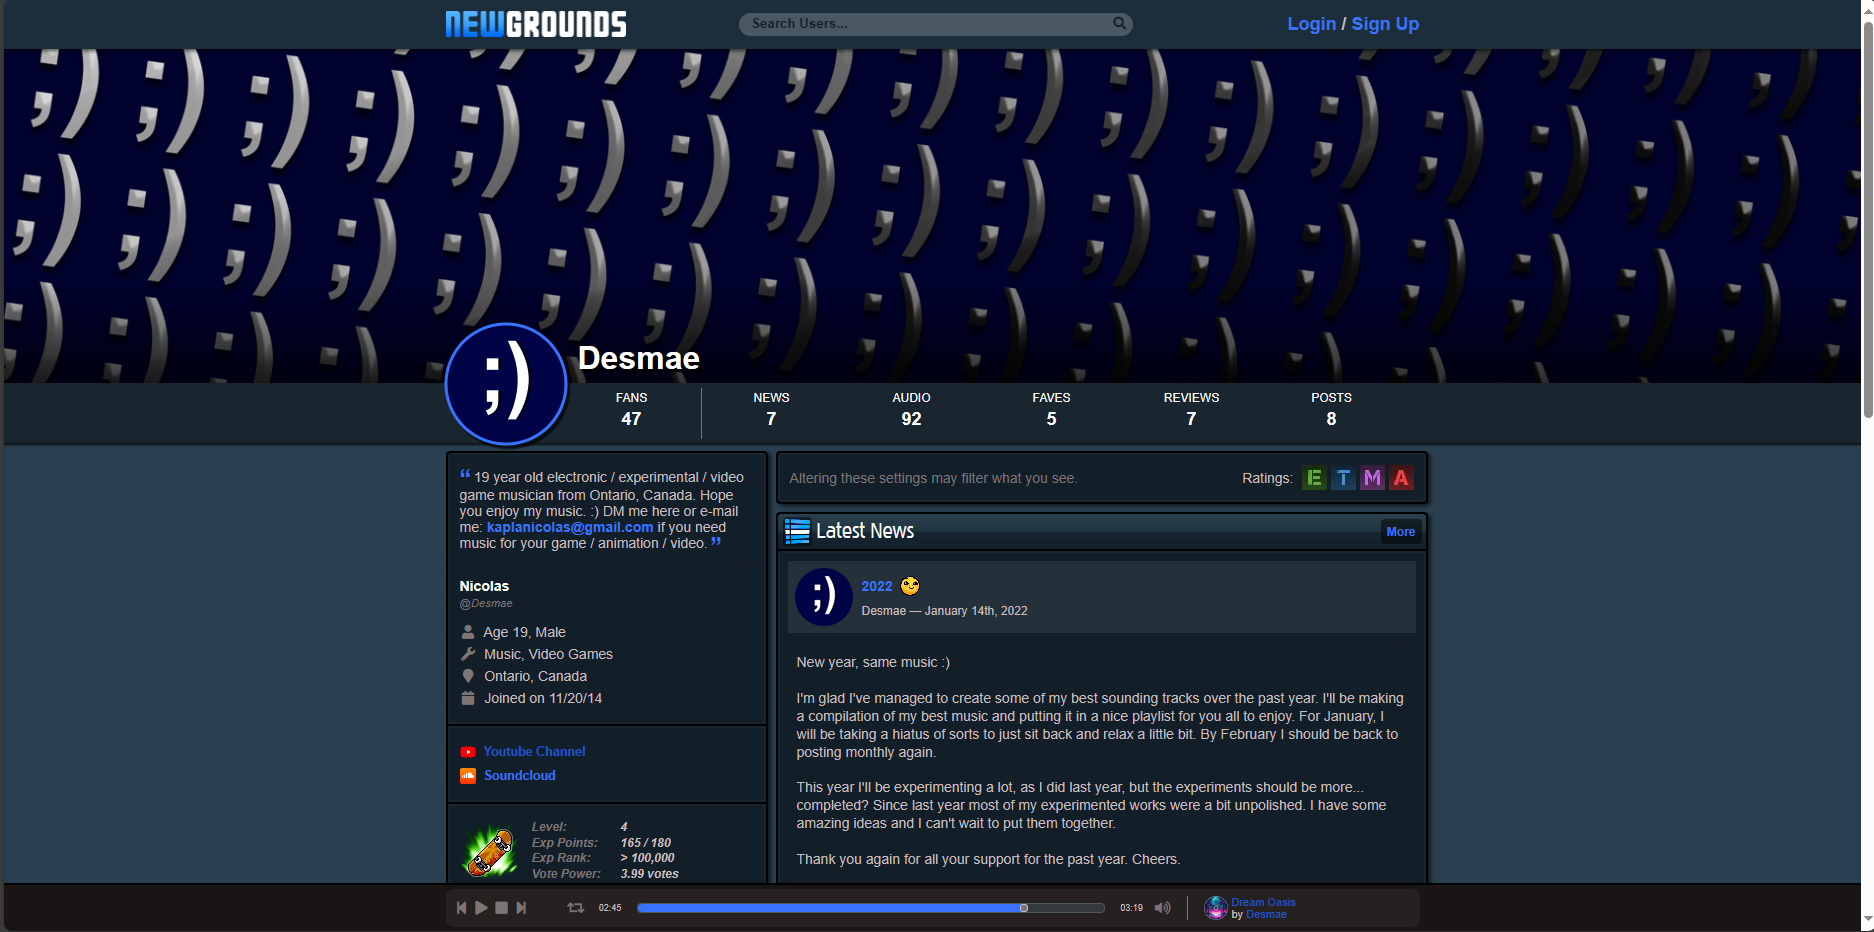 NEWGROUNDS
Search Users...
Login / Sign Up
;)
Desmae
FANS
47
NEWS
7
AUDIO
92
FAVES
5
REVIEWS
7
POSTS
8
“ 19 year old electronic / experimental / video
game musician from Ontario, Canada. Hope
you enjoy my music. :) DM me here or e-mail
me: kaplanicolas@gmail.com if you need
music for your game / animation / video. ”
Nicolas
@Desmae
Age 19, Male
Music, Video Games
Ontario, Canada
Joined on 11/20/14
Youtube Channel
Soundcloud
Level: 4
Exp Points: 165 / 180
Exp Rank: > 100,000
Vote Power: 3.99 votes
Altering these settings may filter what you see.
Ratings: E T M A
Latest News
More
;)
2022
Desmae — January 14th, 2022
New year, same music :)
I'm glad I've managed to create some of my best sounding tracks over the past year. I'll be making
a compilation of my best music and putting it in a nice playlist for you all to enjoy. For January, I
will be taking a hiatus of sorts to just sit back and relax a little bit. By February I should be back to
posting monthly again.
This year I'll be experimenting a lot, as I did last year, but the experiments should be more...
completed? Since last year most of my experimented works were a bit unpolished. I have some
amazing ideas and I can't wait to put them together.
Thank you again for all your support for the past year. Cheers.
02:45
03:19
Dream Oasis
by Desmae